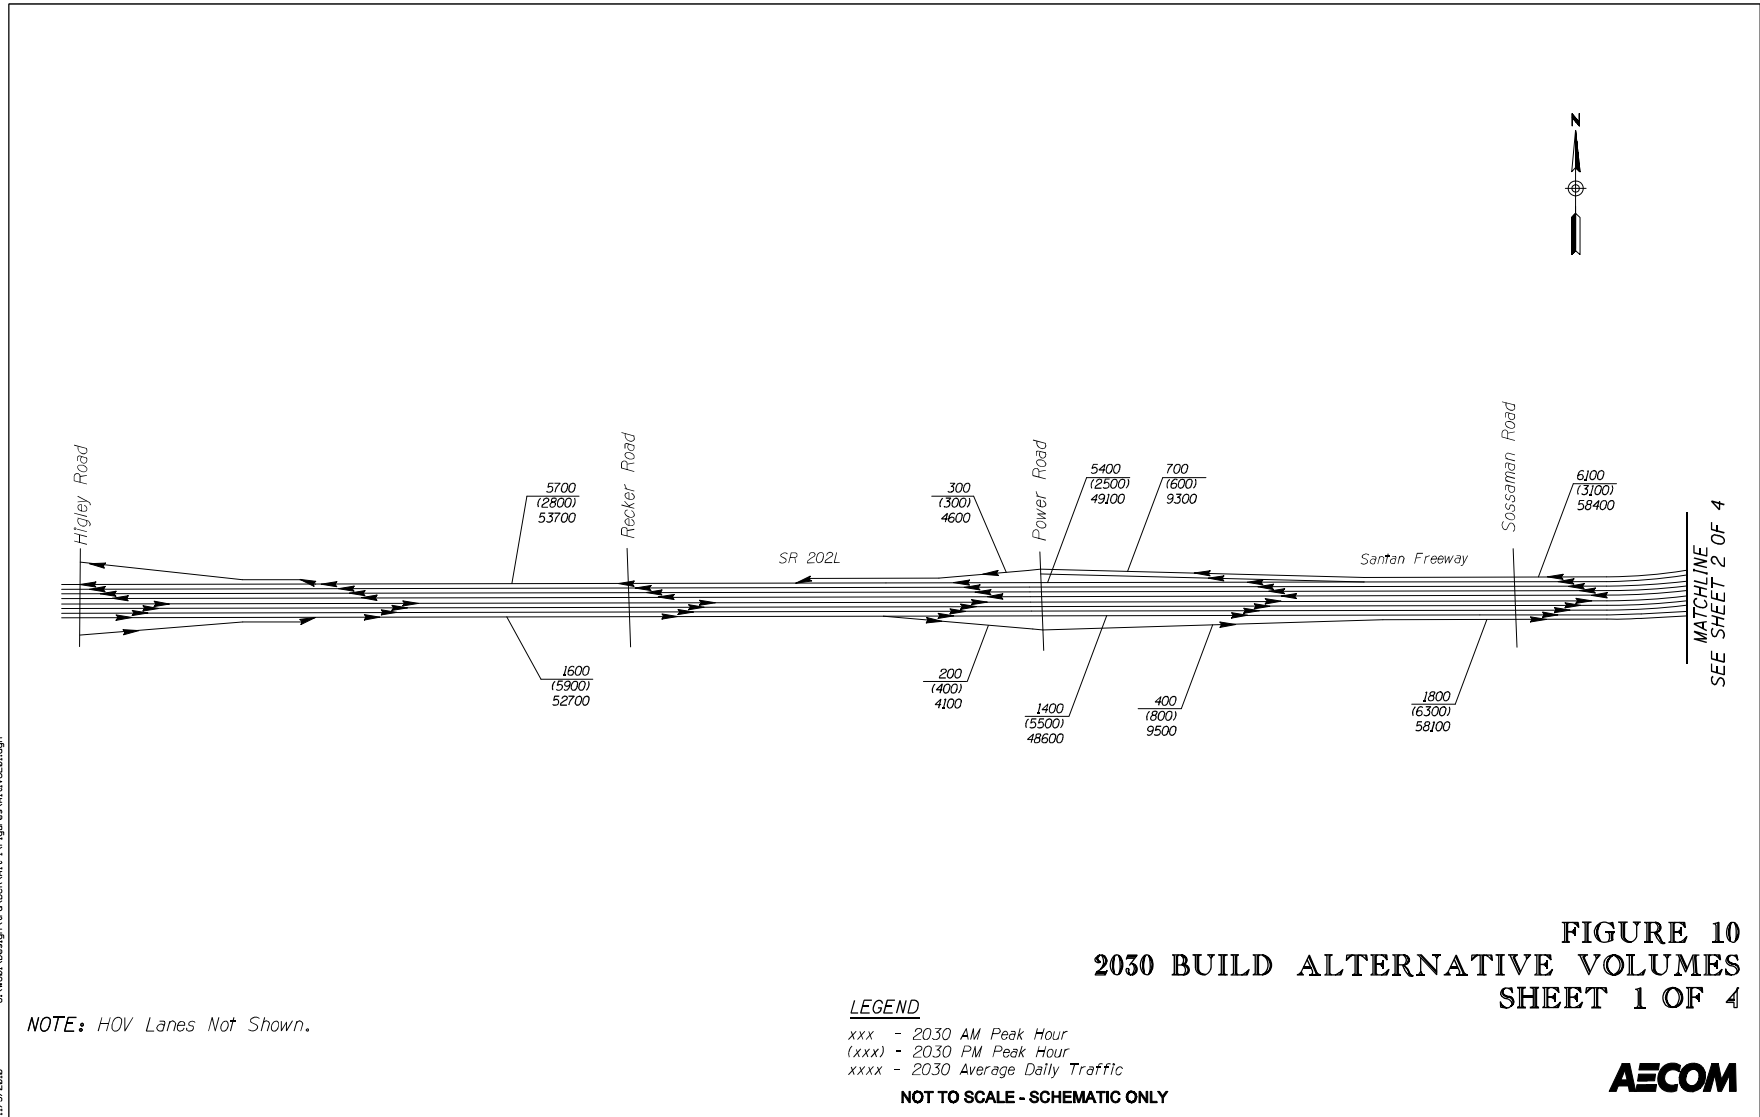 N
Higley Road
Recker Road
Power Road
Sossaman Road
5700
(2800)
53700
300
(300)
4600
5400
(2500)
49100
700
(600)
9300
6100
(3100)
58400
SR 202L
Santan Freeway
MATCHLINE
SEE SHEET 2 OF 4
1600
(5900)
52700
200
(400)
4100
1400
(5500)
48600
400
(800)
9500
1800
(6300)
58100
FIGURE 10
2030 BUILD ALTERNATIVE VOLUMES
SHEET 1 OF 4
NOTE: HOV Lanes Not Shown.
LEGEND
xxx - 2030 AM Peak Hour
(xxx) - 2030 PM Peak Hour
xxxx - 2030 Average Daily Traffic
NOT TO SCALE - SCHEMATIC ONLY
AECOM